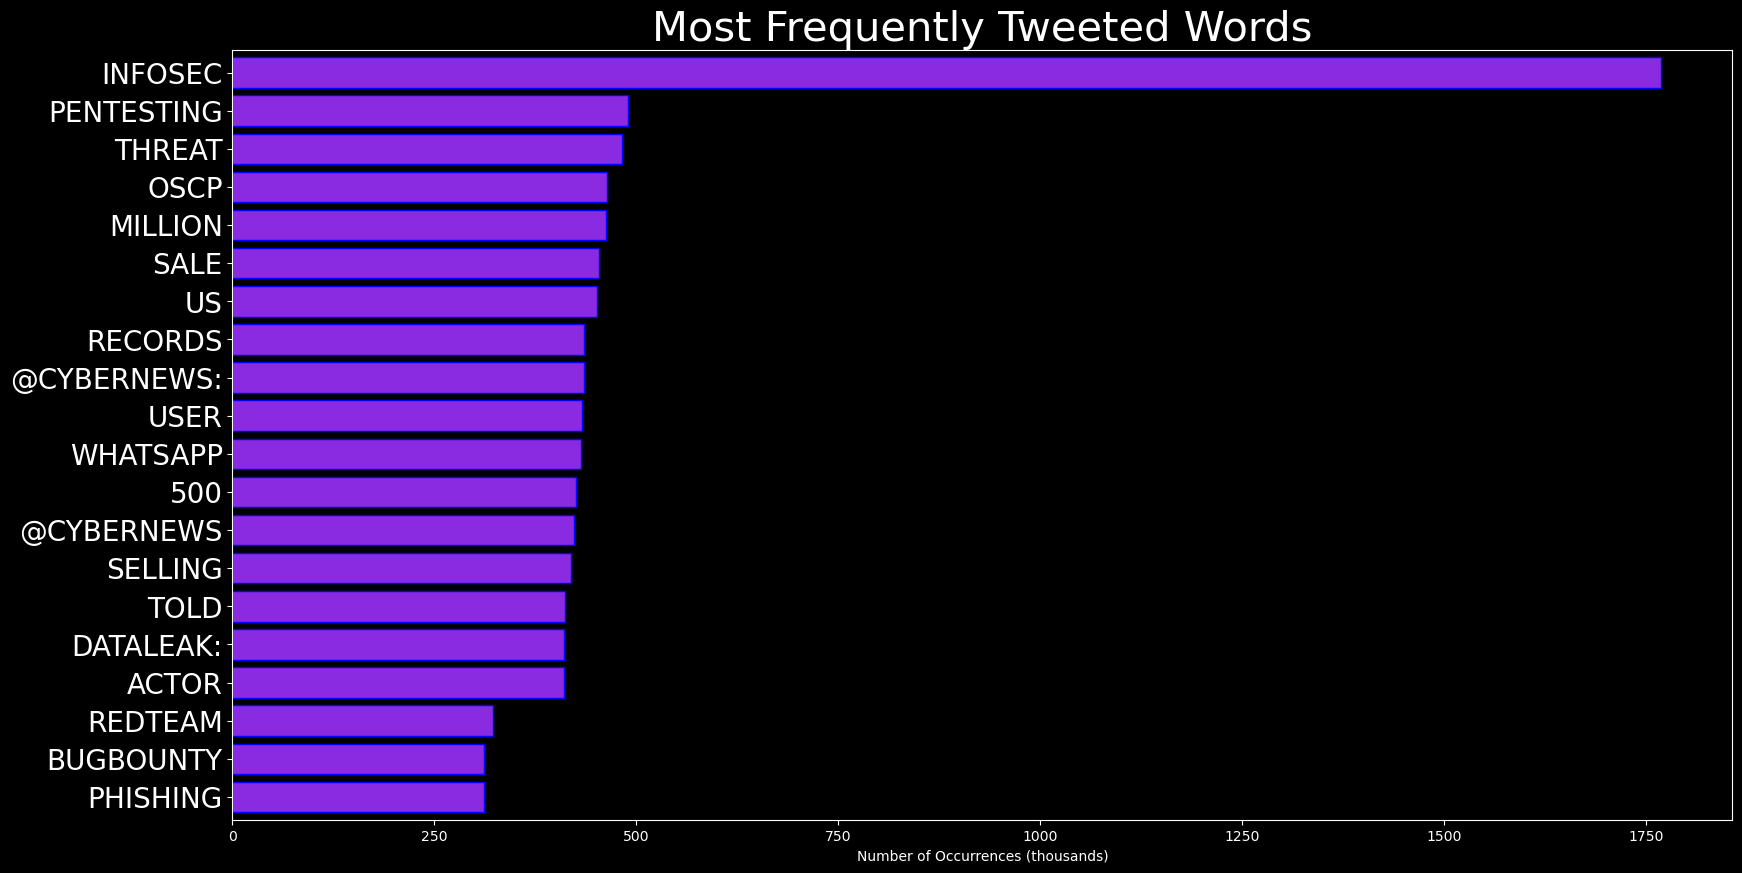 Most Frequently Tweeted Words
INFOSEC
PENTESTING
THREAT
OSCP
MILLION
SALE
US
RECORDS
@CYBERNEWS:
USER
WHATSAPP
500
@CYBERNEWS
SELLING
TOLD
DATALEAK:
ACTOR
REDTEAM
BUGBOUNTY
PHISHING
0 250 500 750 1000 1250 1500 1750
Number of Occurrences (thousands)